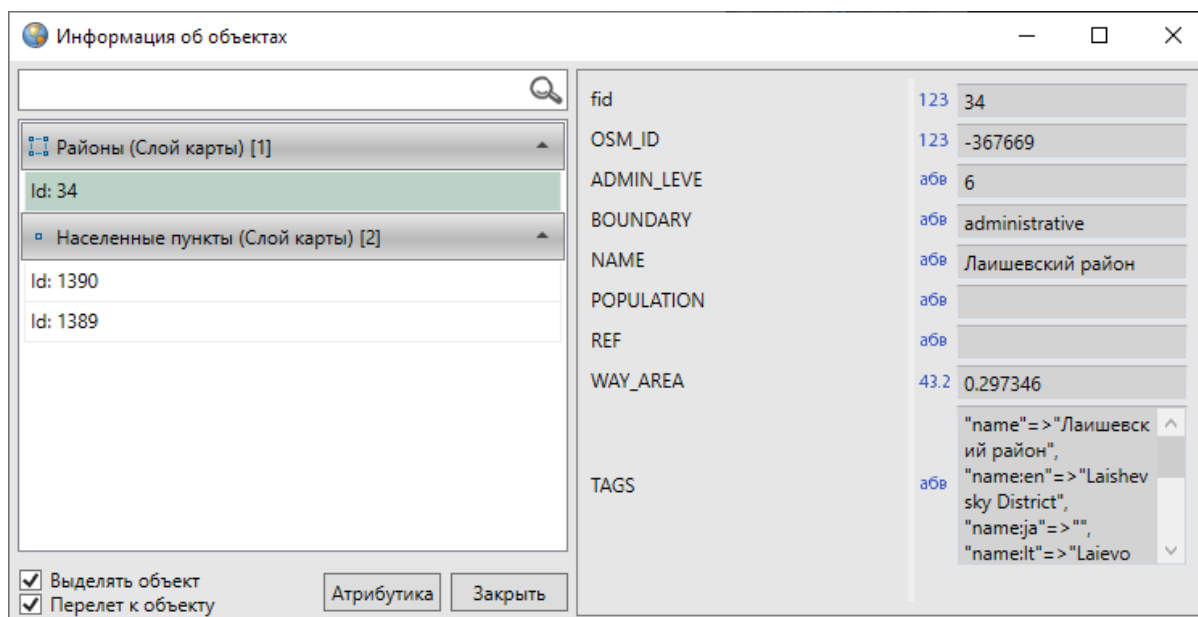 Информация об объектах
Районы (Слой карты) [1]
Id: 34
Населенные пункты (Слой карты) [2]
Id: 1390
Id: 1389
Выделять объект
Перелет к объекту
Атрибутика
Закрыть
fid 123 34
OSM_ID 123 -367669
ADMIN_LEVE абв 6
BOUNDARY абв administrative
NAME абв Лаишевский район
POPULATION абв
REF абв
WAY_AREA 43.2 0.297346
TAGS абв
"name"=>"Лаишевск
ий район",
"name:en"=>"Laishev
sky District",
"name:ja"=>"",
"name:lt"=>"Laievo